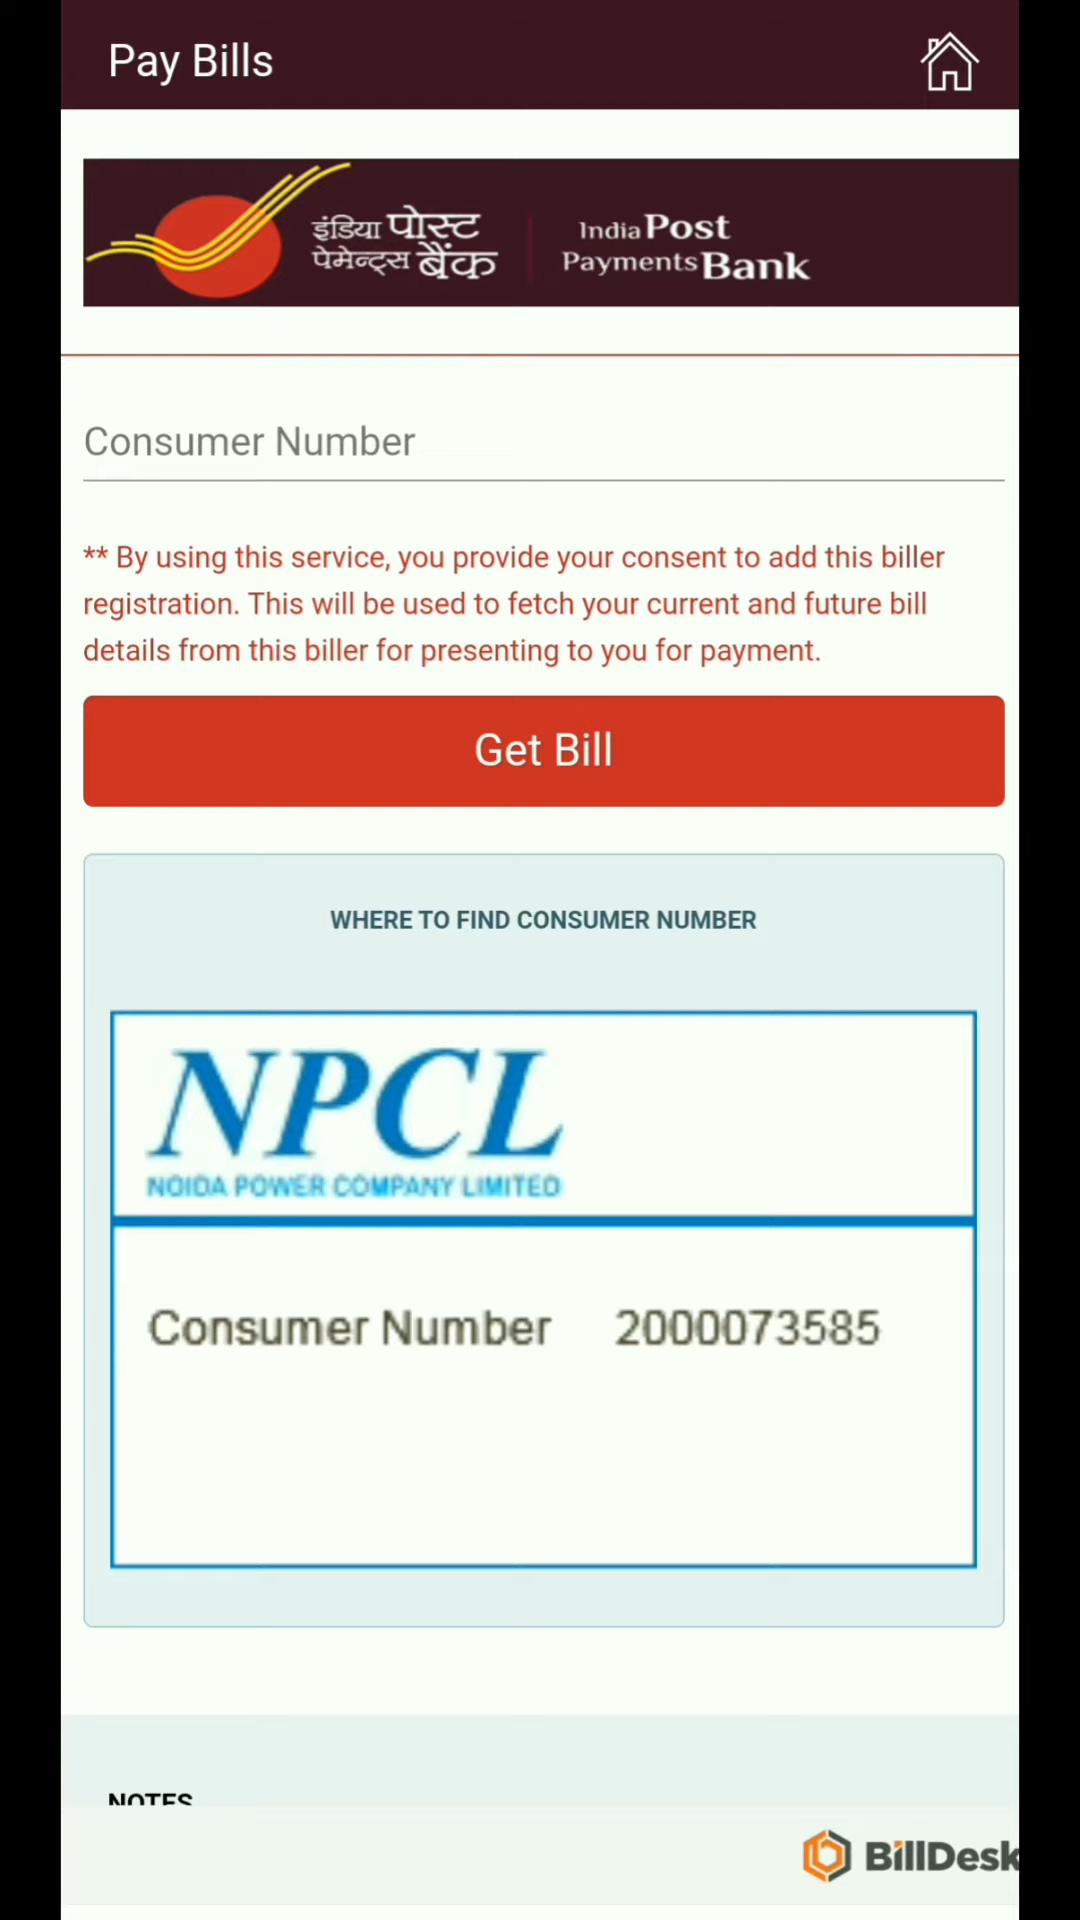 Pay Bills
इंडिया पोस्ट
पेमेन्ट्स बैंक
India Post
Payments Bank
Consumer Number
** By using this service, you provide your consent to add this biller
registration. This will be used to fetch your current and future bill
details from this biller for presenting to you for payment.
Get Bill
WHERE TO FIND CONSUMER NUMBER
NPCL
NOIDA POWER COMPANY LIMITED
Consumer Number 2000073585
NOTES
BillDesk